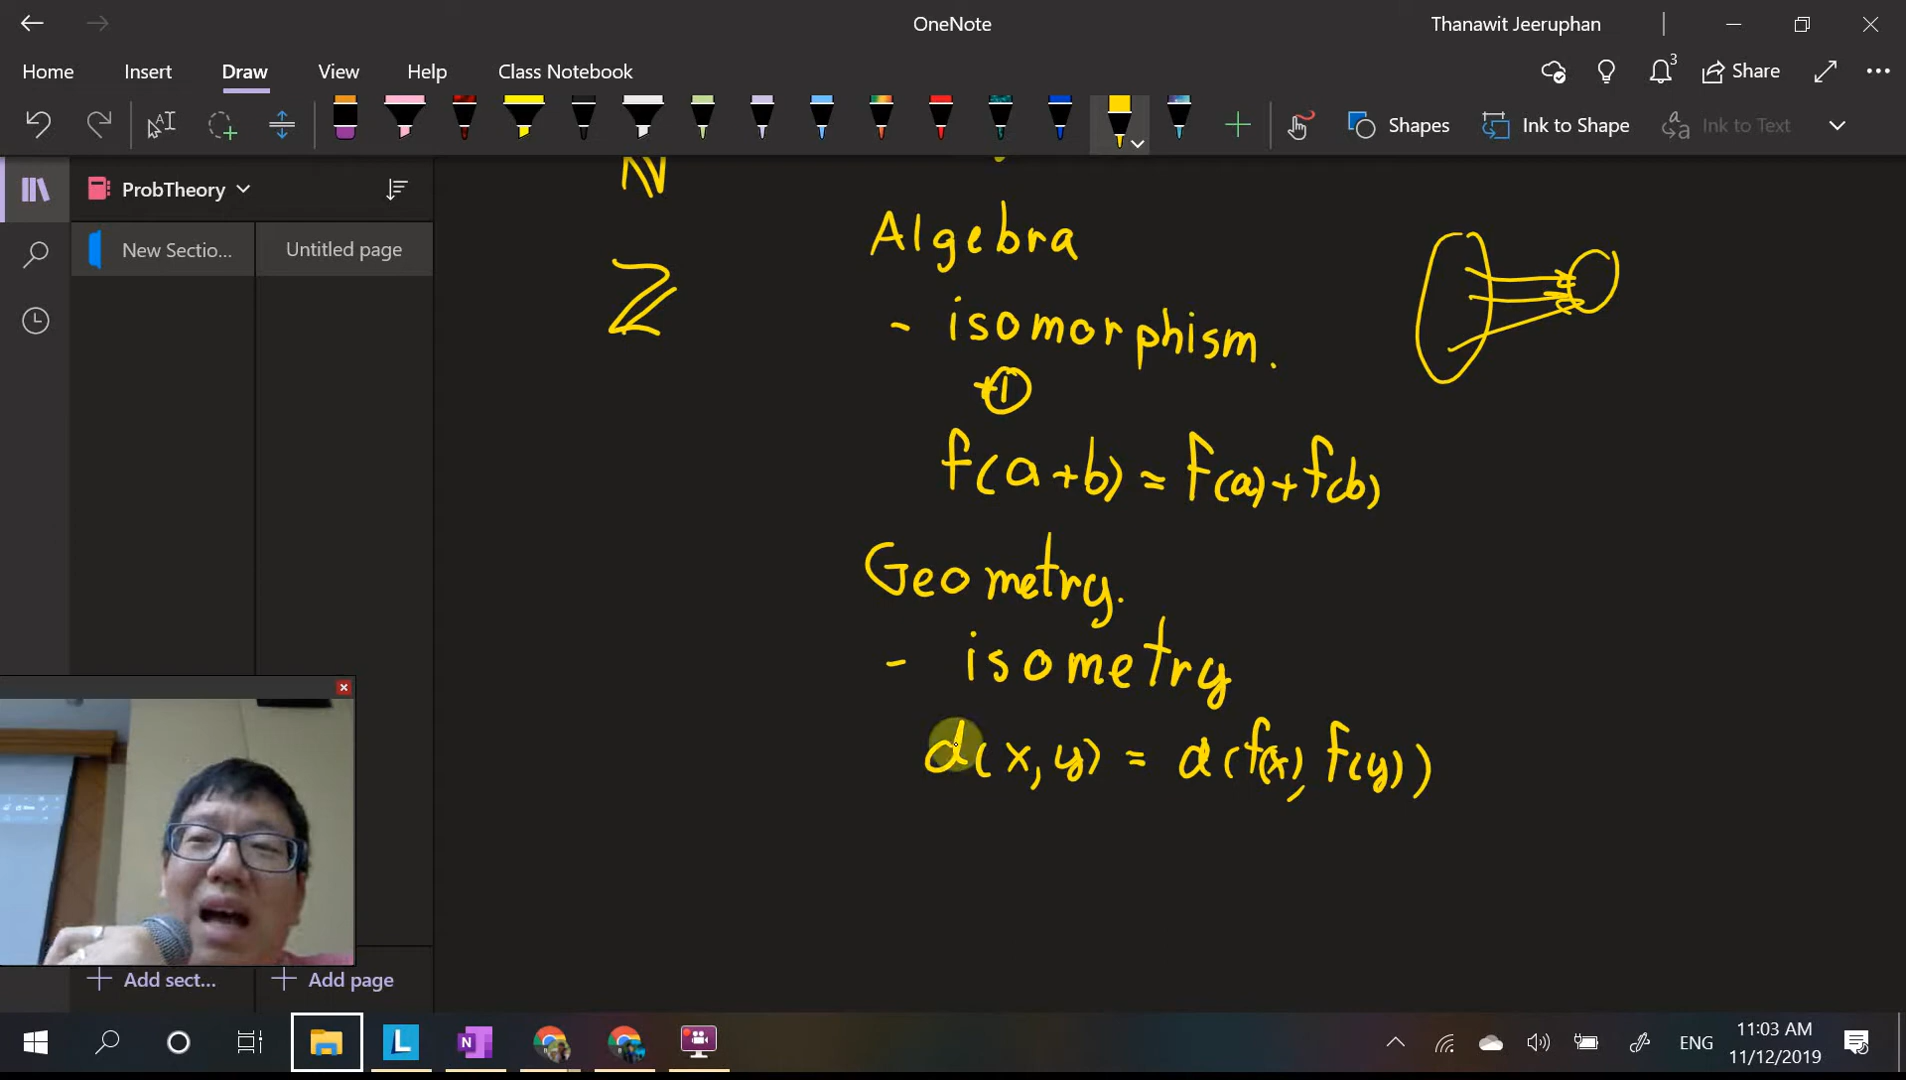 OneNote
Thanawit Jeeruphan
Home Insert Draw View Help Class Notebook
3
Share
Shapes
Ink to Shape
Ink to Text
ProbTheory
New Sectio...
Untitled page
N
Z
Algebra
- isomorphism.
①
f(a+b) = f(a)+f(b)
Geometry.
- isometry
d(x,y) = d(f(x), f(y))
Add sect...
Add page
ENG
11:03 AM
11/12/2019